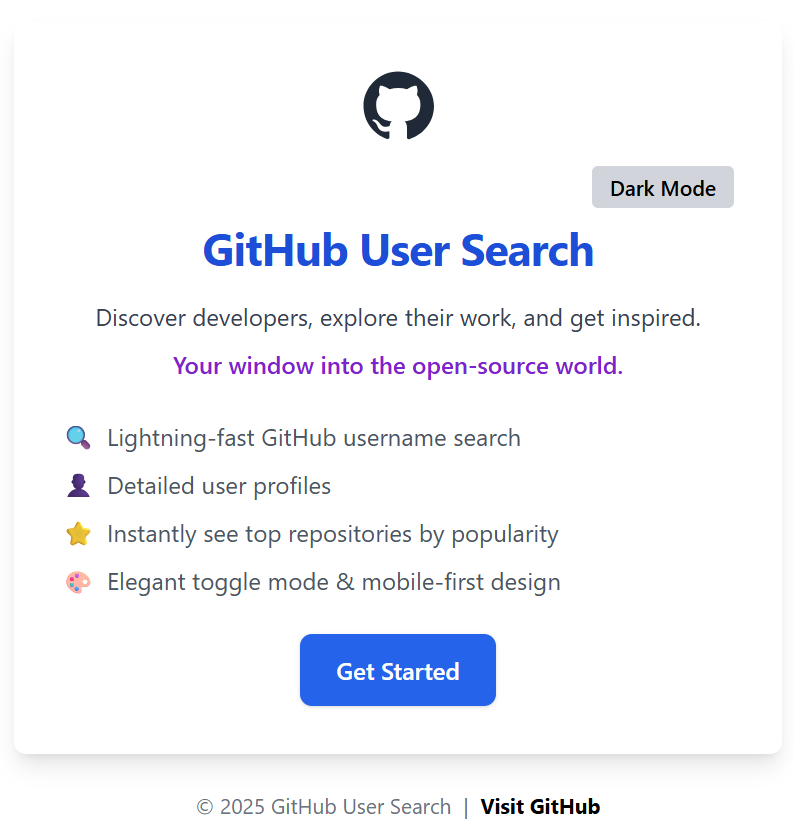 Dark Mode
GitHub User Search
Discover developers, explore their work, and get inspired.
Your window into the open-source world.
Lightning-fast GitHub username search
Detailed user profiles
Instantly see top repositories by popularity
Elegant toggle mode & mobile-first design
Get Started
© 2025 GitHub User Search | Visit GitHub